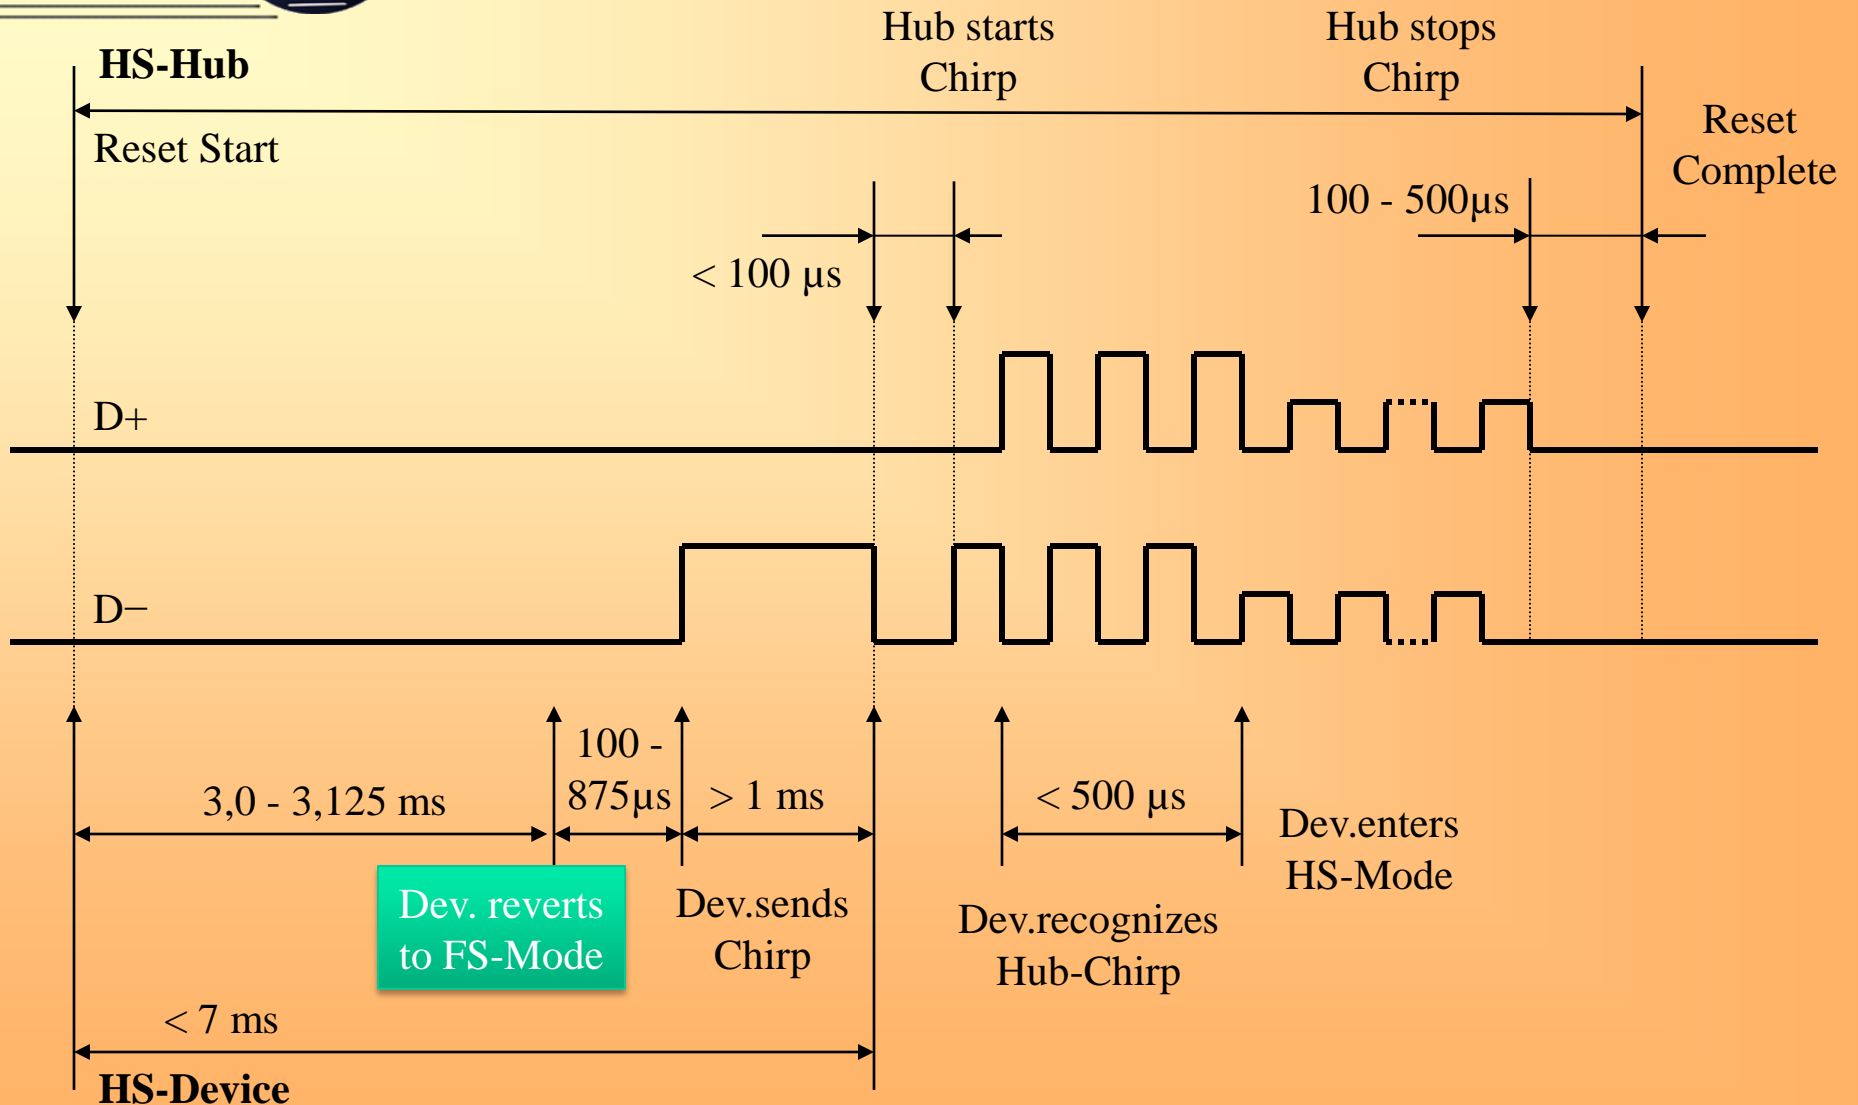 Hub starts
Chirp
Hub stops
Chirp
HS-Hub
Reset Start
Reset
Complete
< 100 µs
100 - 500µs
D+
D−
3,0 - 3,125 ms
100 -
875µs
> 1 ms
< 500 µs
Dev.enters
HS-Mode
Dev. reverts
to FS-Mode
Dev.sends
Chirp
Dev.recognizes
Hub-Chirp
< 7 ms
HS-Device